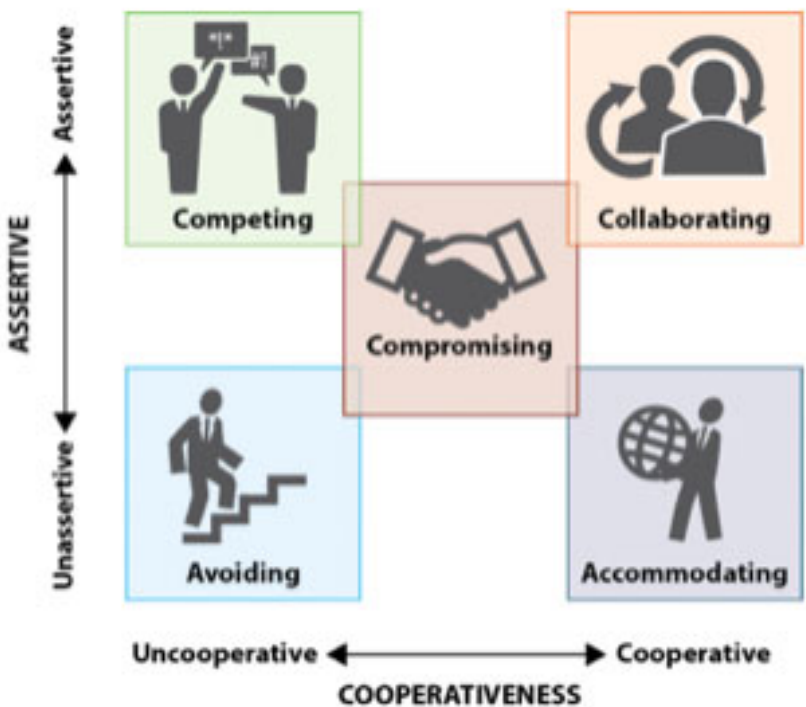 "!"
#!
Competing
Collaborating
Compromising
Avoiding
Accommodating
Assertive
ASSERTIVE
Unassertive
Uncooperative
Cooperative
COOPERATIVENESS